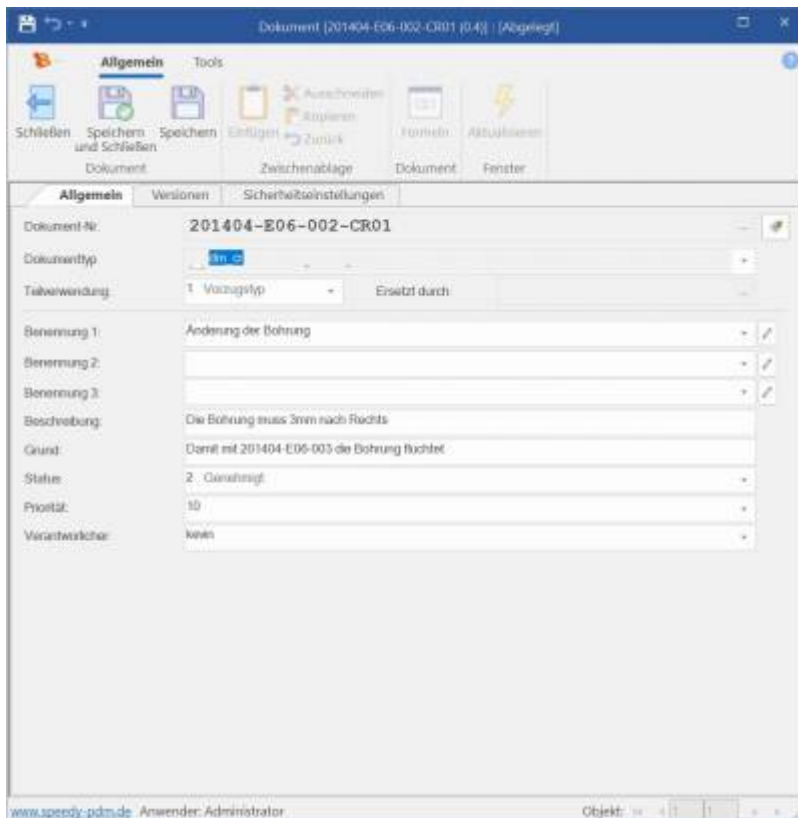 Dokument (201404-E06-002-CR01 (0.4)) : [Abgelegt]
Allgemein Tools
Schließen Speichern und Schließen Speichern Einfügen Ausschneiden Kopieren Zurück Formeln Aktualisieren
Dokument Zwischenablage Dokument Fenster
Allgemein Versionen Sicherheitseinstellungen
Dokument-Nr. 201404-E06-002-CR01
Dokumenttyp
Teilverwendung: 1 Vorzugstyp Ersetzt durch:
Benennung 1: Änderung der Bohrung
Benennung 2:
Benennung 3:
Beschreibung: Die Bohrung muss 3mm nach Rechts
Grund: Damit mit 201404-E06-003 die Bohrung fluchtet
Status: 2 Genehmigt
Priorität: 10
Verantworlicher: kevin
www.speedy-pdm.de Anwender: Administrator Objekt: 1 1